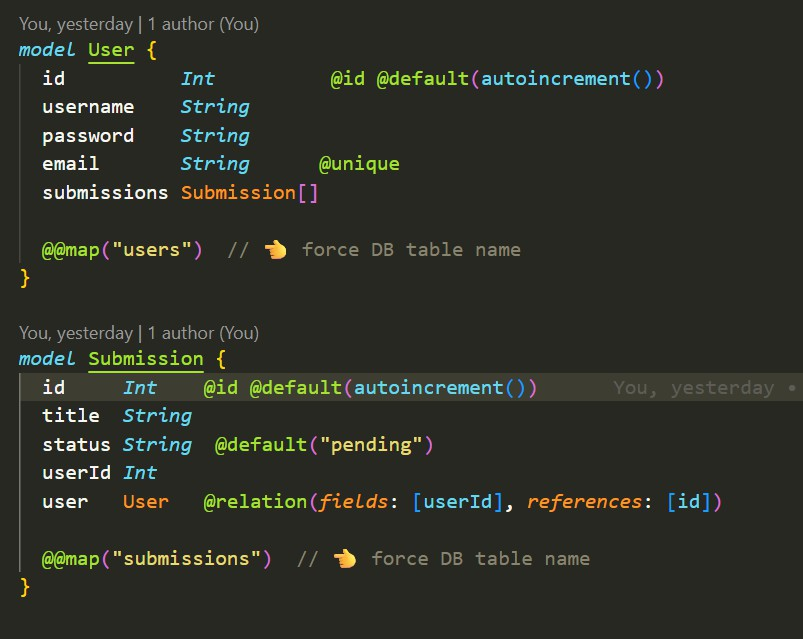 You, yesterday | 1 author (You)
model User {
  id          Int          @id @default(autoincrement())
  username    String
  password    String
  email       String      @unique
  submissions Submission[]
  @@map("users")  // 👈 force DB table name
}
You, yesterday | 1 author (You)
model Submission {
  id     Int    @id @default(autoincrement())       You, yesterday •
  title  String
  status String  @default("pending")
  userId Int
  user   User   @relation(fields: [userId], references: [id])
  @@map("submissions")  // 👈 force DB table name
}